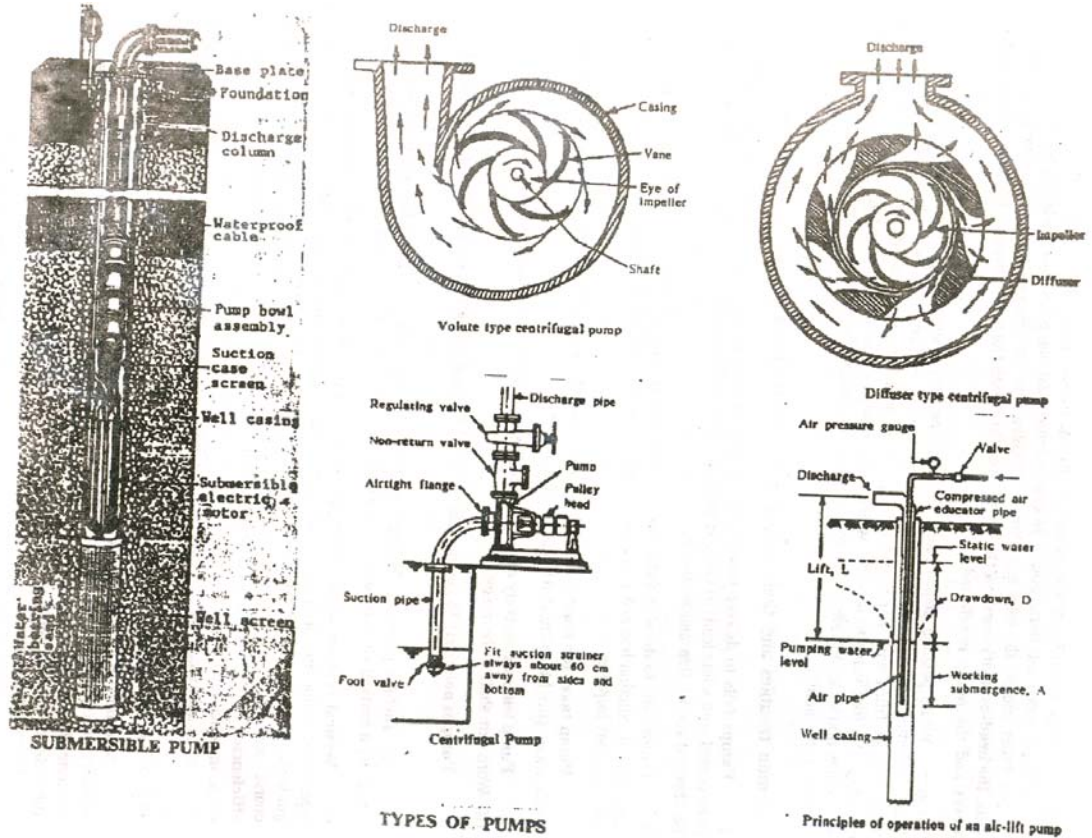 Base plate
Foundation
Discharge
column
Waterproof
cable
Pump bowl
assembly
Suction
case
screen
Well casing
Submersible
electric
motor
Water
bearing
sand
Well screen
SUBMERSIBLE PUMP
Discharge
Casing
Vane
Eye of
impeller
Shaft
Volute type centrifugal pump
Discharge
Impeller
Diffuser
Diffuser type centrifugal pump
Discharge pipe
Regulating valve
Non-return valve
Pump
Airtight flange
Pulley
head
Suction pipe
Fit suction strainer
always about 60 cm
away from sides and
bottom
Foot valve
Centrifugal Pump
Air pressure gauge
Valve
Discharge
Compressed air
educator pipe
Static water
level
Lift, L
Drawdown, D
Pumping water
level
Working
submergence, A
Air pipe
Well casing
Principles of operation of an air-lift pump
TYPES OF PUMPS